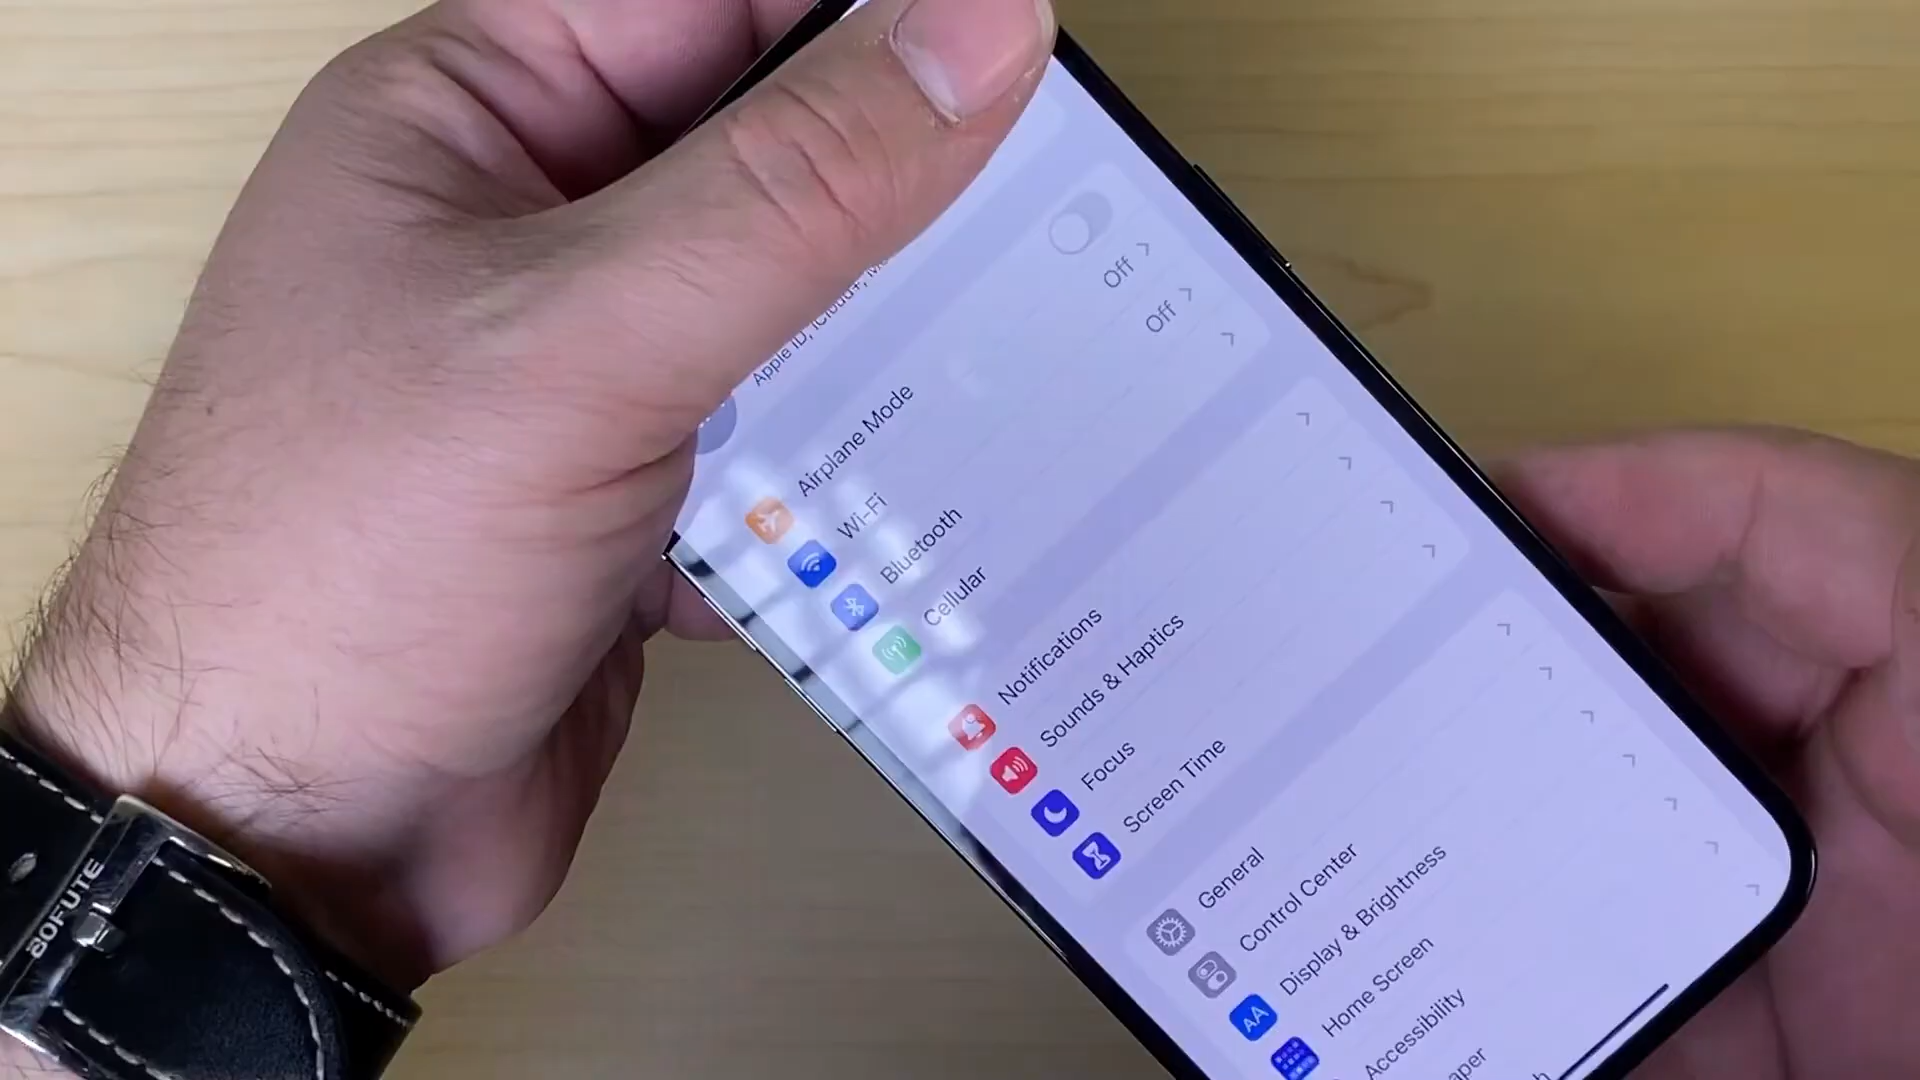 Apple ID, iCloud+,
Airplane Mode
Wi-Fi Off
Bluetooth Off
Cellular
Notifications
Sounds & Haptics
Focus
Screen Time
General
Control Center
AA Display & Brightness
Home Screen
Accessibility
BOFUTE